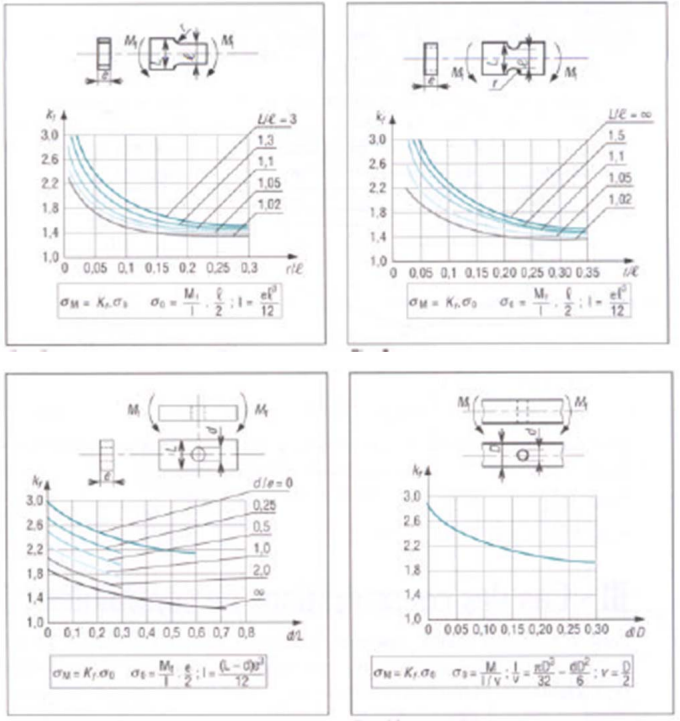 Mf L r ℓ Mf
e
kf
L/ℓ = 3
3,0
1,3
2,6
1,1
2,2
1,05
1,8
1,02
1,4
1,0
0 0,05 0,1 0,15 0,2 0,25 0,3 r/ℓ
σM = Kf.σ0 σ0 = Mf/I . ℓ/2 ; I = eℓ³/12
Mf L ℓ Mf
e r
kf
L/ℓ = ∞
3,0
1,5
2,6
1,1
2,2
1,05
1,8
1,02
1,4
1,0
0 0,05 0,1 0,15 0,20 0,25 0,30 0,35
r/ℓ
σM = Kf.σ0 σ0 = Mf/I . ℓ/2 ; I = eℓ³/12
Mf Mf
L d
e
kf
d/e = 0
3,0
0,25
2,6
0,5
2,2
1,0
1,8
2,0
1,4
∞
1,0
0 0,1 0,2 0,3 0,4 0,5 0,6 0,7 0,8
d/L
σM = Kf.σ0 σ0 = Mf/I . e/2 ; I = (L−d)e³/12
Mf Mf
D d
kf
3,0
2,6
2,2
1,8
1,4
1,0
0 0,05 0,10 0,15 0,20 0,25 0,30
d/D
σM = Kf.σ0 σ0 = M/I/v ; I/v = πD³/32 − dD²/6 ; v = D/2